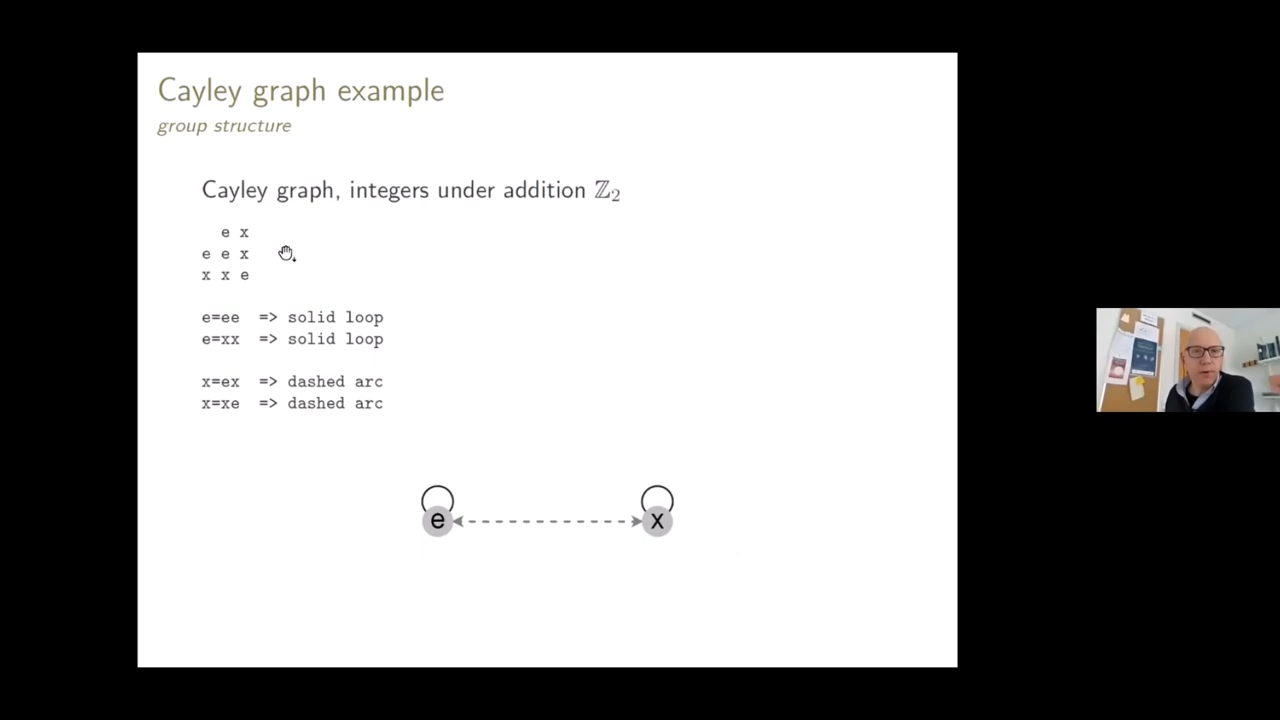 Cayley graph example
group structure
Cayley graph, integers under addition ℤ₂
e x
e e x
x x e
e=ee => solid loop
e=xx => solid loop
x=ex => dashed arc
x=xe => dashed arc
e x